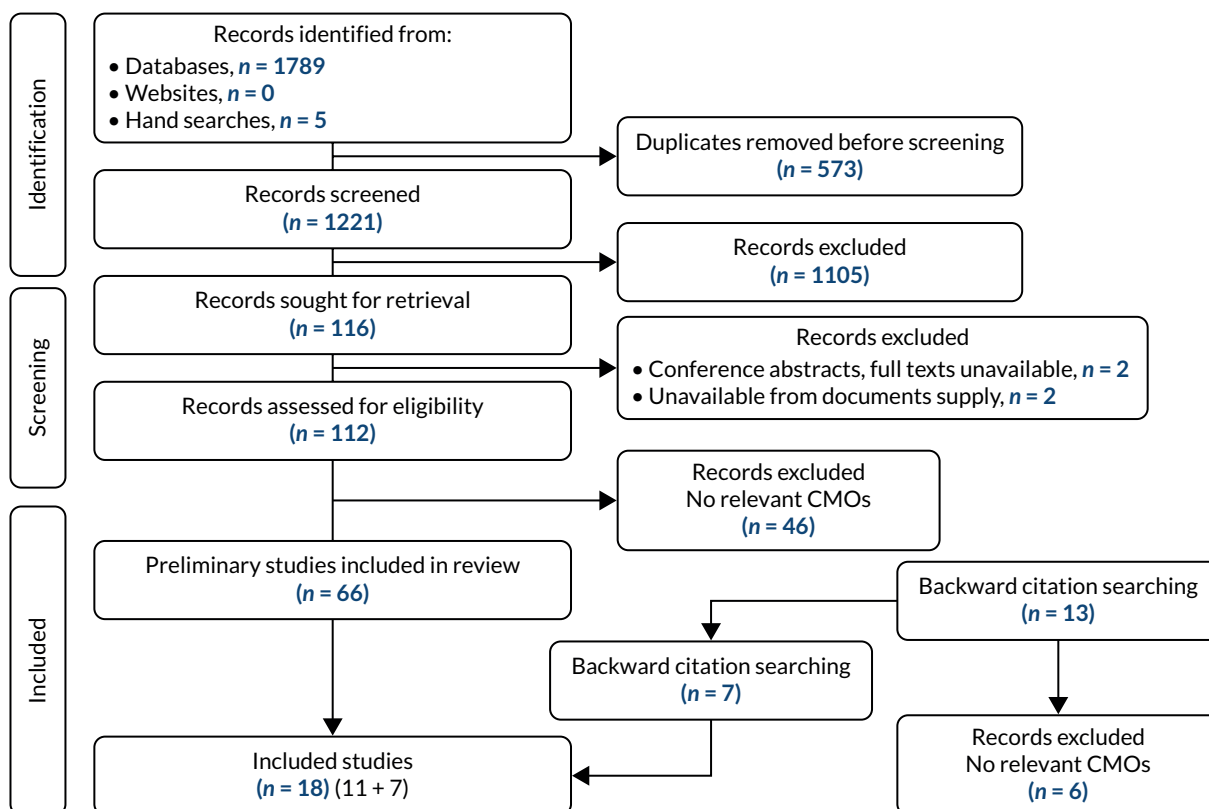 Identification
Records identified from:
• Databases, n = 1789
• Websites, n = 0
• Hand searches, n = 5
Duplicates removed before screening
(n = 573)
Records screened
(n = 1221)
Records excluded
(n = 1105)
Screening
Records sought for retrieval
(n = 116)
Records excluded
• Conference abstracts, full texts unavailable, n = 2
• Unavailable from documents supply, n = 2
Records assessed for eligibility
(n = 112)
Records excluded
No relevant CMOs
(n = 46)
Included
Preliminary studies included in review
(n = 66)
Backward citation searching
(n = 13)
Backward citation searching
(n = 7)
Records excluded
No relevant CMOs
(n = 6)
Included studies
(n = 18) (11 + 7)